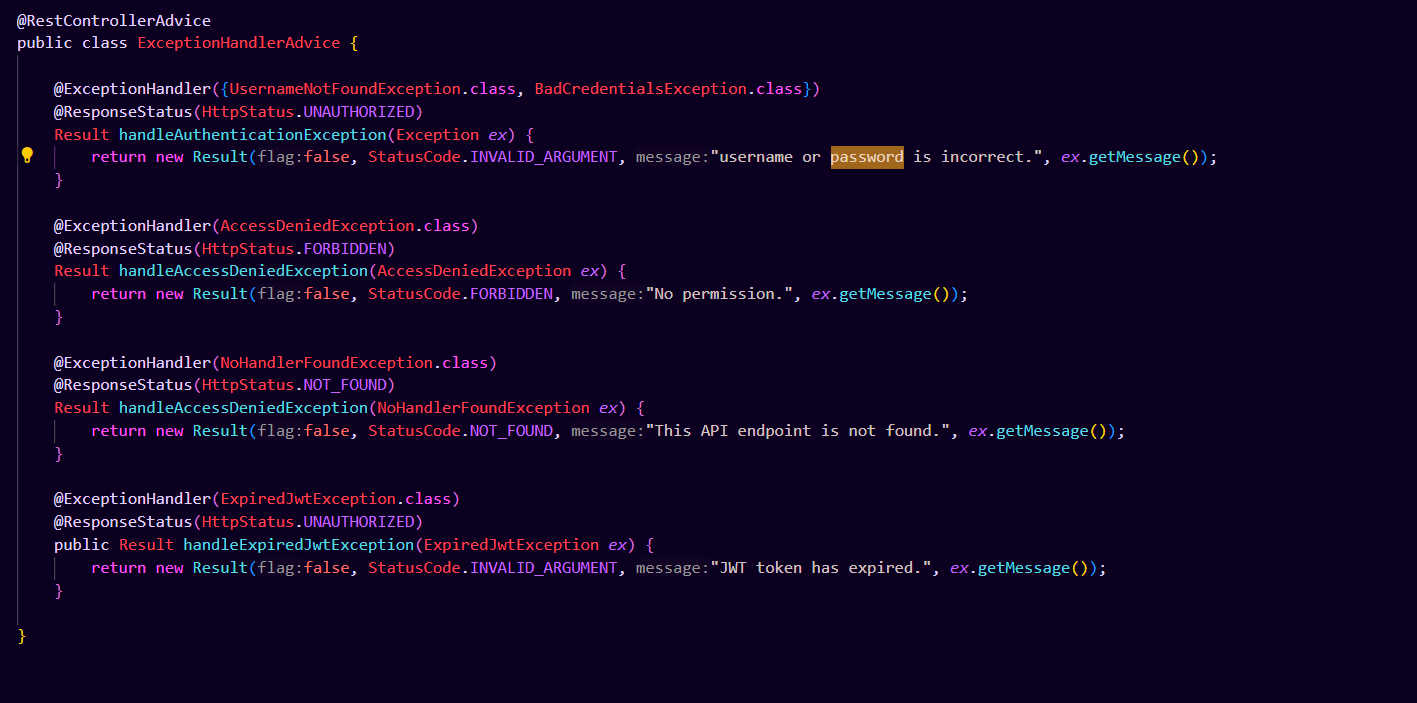 @RestControllerAdvice
public class ExceptionHandlerAdvice {
@ExceptionHandler({UsernameNotFoundException.class, BadCredentialsException.class})
@ResponseStatus(HttpStatus.UNAUTHORIZED)
Result handleAuthenticationException(Exception ex) {
return new Result(flag:false, StatusCode.INVALID_ARGUMENT, message:"username or password is incorrect.", ex.getMessage());
}
@ExceptionHandler(AccessDeniedException.class)
@ResponseStatus(HttpStatus.FORBIDDEN)
Result handleAccessDeniedException(AccessDeniedException ex) {
return new Result(flag:false, StatusCode.FORBIDDEN, message:"No permission.", ex.getMessage());
}
@ExceptionHandler(NoHandlerFoundException.class)
@ResponseStatus(HttpStatus.NOT_FOUND)
Result handleAccessDeniedException(NoHandlerFoundException ex) {
return new Result(flag:false, StatusCode.NOT_FOUND, message:"This API endpoint is not found.", ex.getMessage());
}
@ExceptionHandler(ExpiredJwtException.class)
@ResponseStatus(HttpStatus.UNAUTHORIZED)
public Result handleExpiredJwtException(ExpiredJwtException ex) {
return new Result(flag:false, StatusCode.INVALID_ARGUMENT, message:"JWT token has expired.", ex.getMessage());
}
}